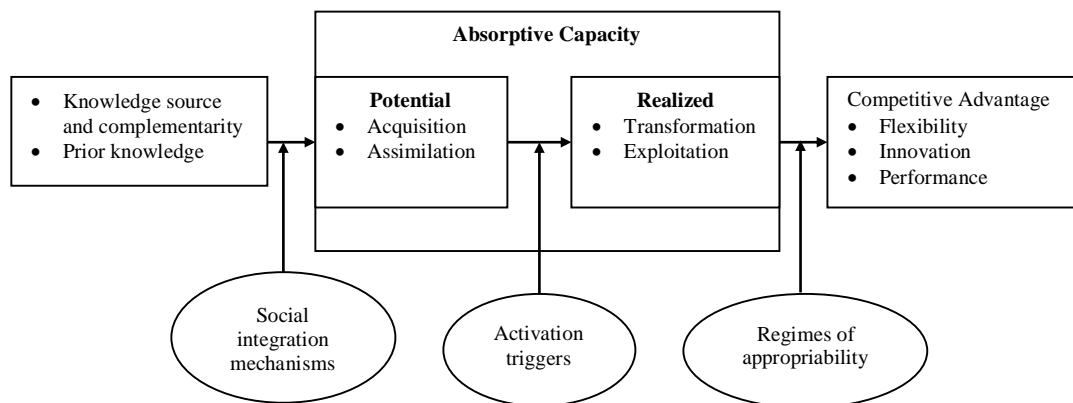 Absorptive Capacity
• Knowledge source
and complementarity
• Prior knowledge
Potential
• Acquisition
• Assimilation
Realized
• Transformation
• Exploitation
Competitive Advantage
• Flexibility
• Innovation
• Performance
Social
integration
mechanisms
Activation
triggers
Regimes of
appropriability